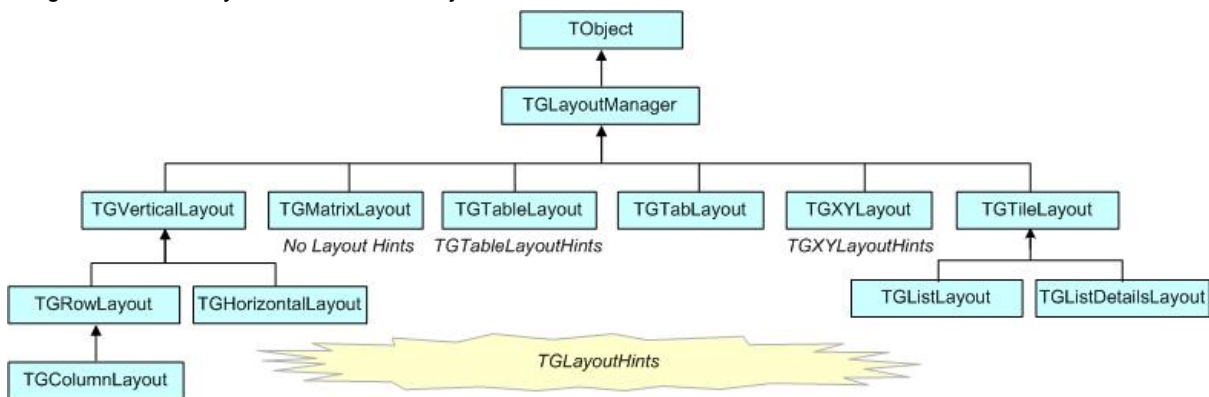 TObject
TGLayoutManager
TGVerticalLayout
TGMatrixLayout
TGTableLayout
TGTabLayout
TGXYLayout
TGTileLayout
No Layout Hints
TGTableLayoutHints
TGXYLayoutHints
TGRowLayout
TGHorizontalLayout
TGListLayout
TGListDetailsLayout
TGLayoutHints
TGColumnLayout